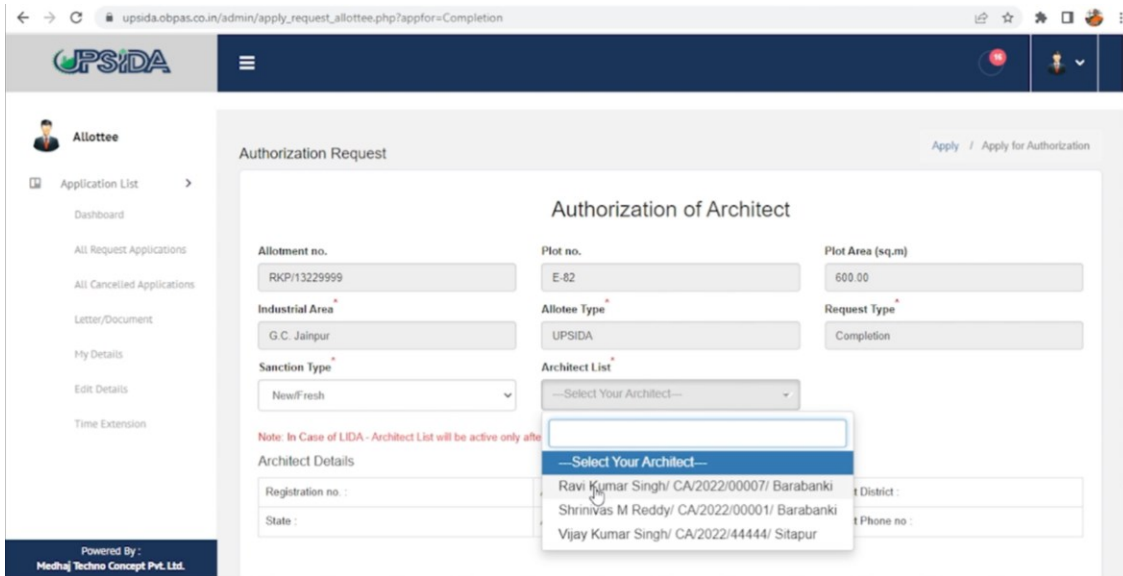 upsida.obpas.co.in/admin/apply_request_allottee.php?appfor=Completion
UPSIDA
16
Allottee
Application List
Dashboard
All Request Applications
All Cancelled Applications
Letter/Document
My Details
Edit Details
Time Extension
Powered By :
Medhaj Techno Concept Pvt. Ltd.
Authorization Request
Apply / Apply for Authorization
Authorization of Architect
Allotment no. Plot no. Plot Area (sq.m)
RKP/13229999 E-82 600.00
Industrial Area* Allotee Type* Request Type*
G.C. Jainpur UPSIDA Completion
Sanction Type* Architect List*
New/Fresh ---Select Your Architect---
Note: In Case of LIDA - Architect List will be active only afte
---Select Your Architect---
Ravi Kumar Singh/ CA/2022/00007/ Barabanki
Shrinivas M Reddy/ CA/2022/00001/ Barabanki
Vijay Kumar Singh/ CA/2022/44444/ Sitapur
Architect Details
Registration no. : t District :
State : t Phone no :